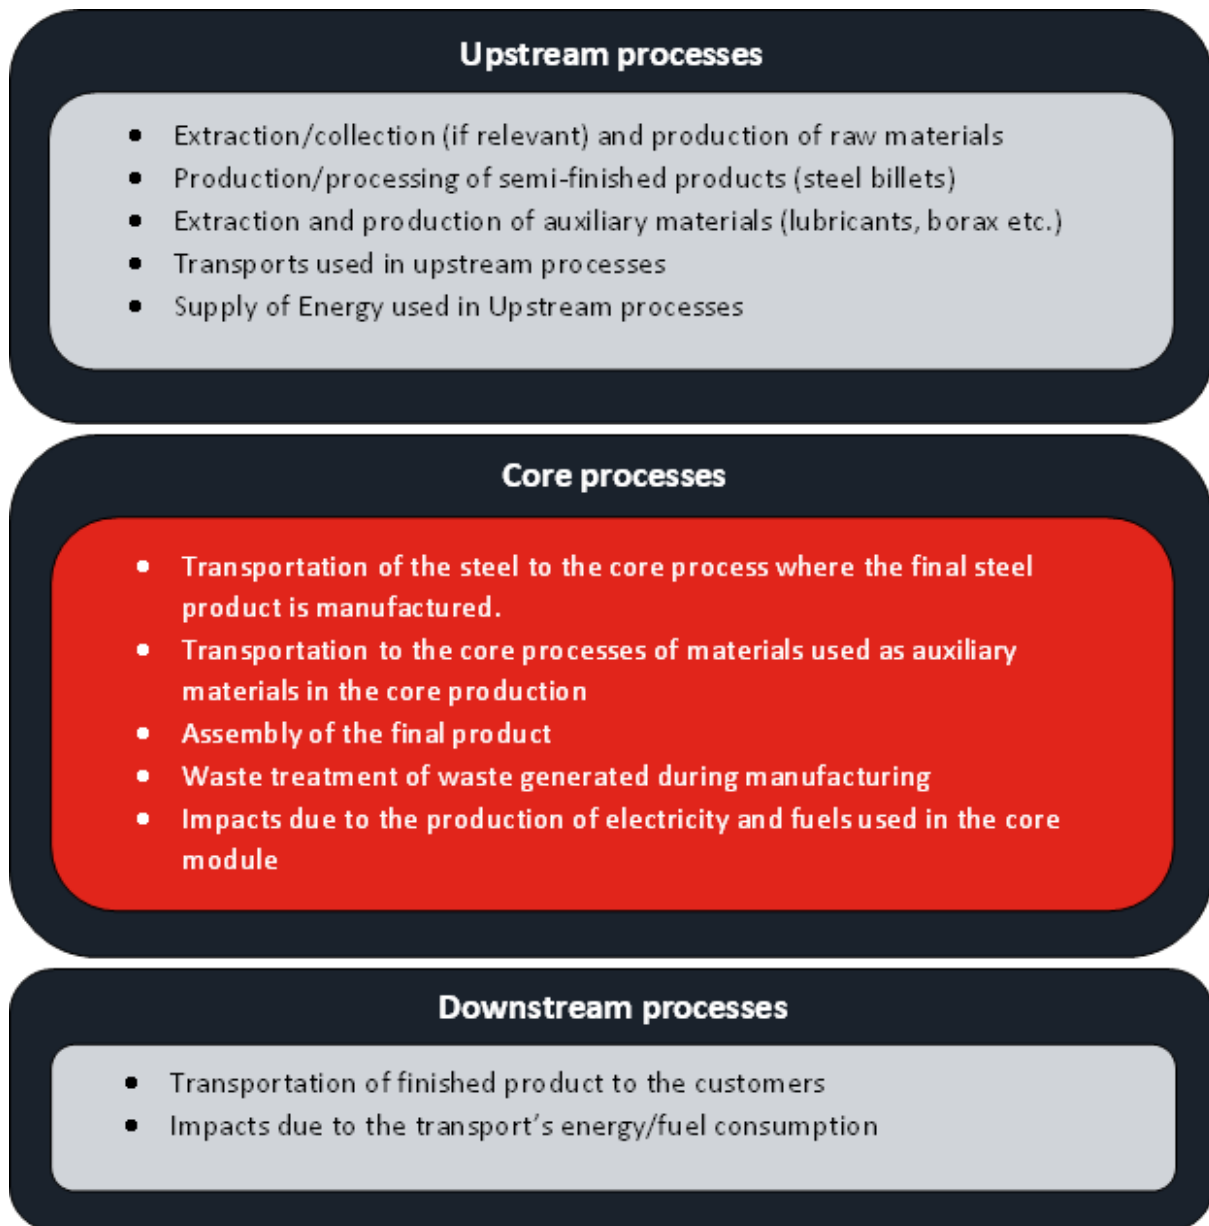 Upstream processes
• Extraction/collection (if relevant) and production of raw materials
• Production/processing of semi-finished products (steel billets)
• Extraction and production of auxiliary materials (lubricants, borax etc.)
• Transports used in upstream processes
• Supply of Energy used in Upstream processes
Core processes
• Transportation of the steel to the core process where the final steel
product is manufactured.
• Transportation to the core processes of materials used as auxiliary
materials in the core production
• Assembly of the final product
• Waste treatment of waste generated during manufacturing
• Impacts due to the production of electricity and fuels used in the core
module
Downstream processes
• Transportation of finished product to the customers
• Impacts due to the transport’s energy/fuel consumption